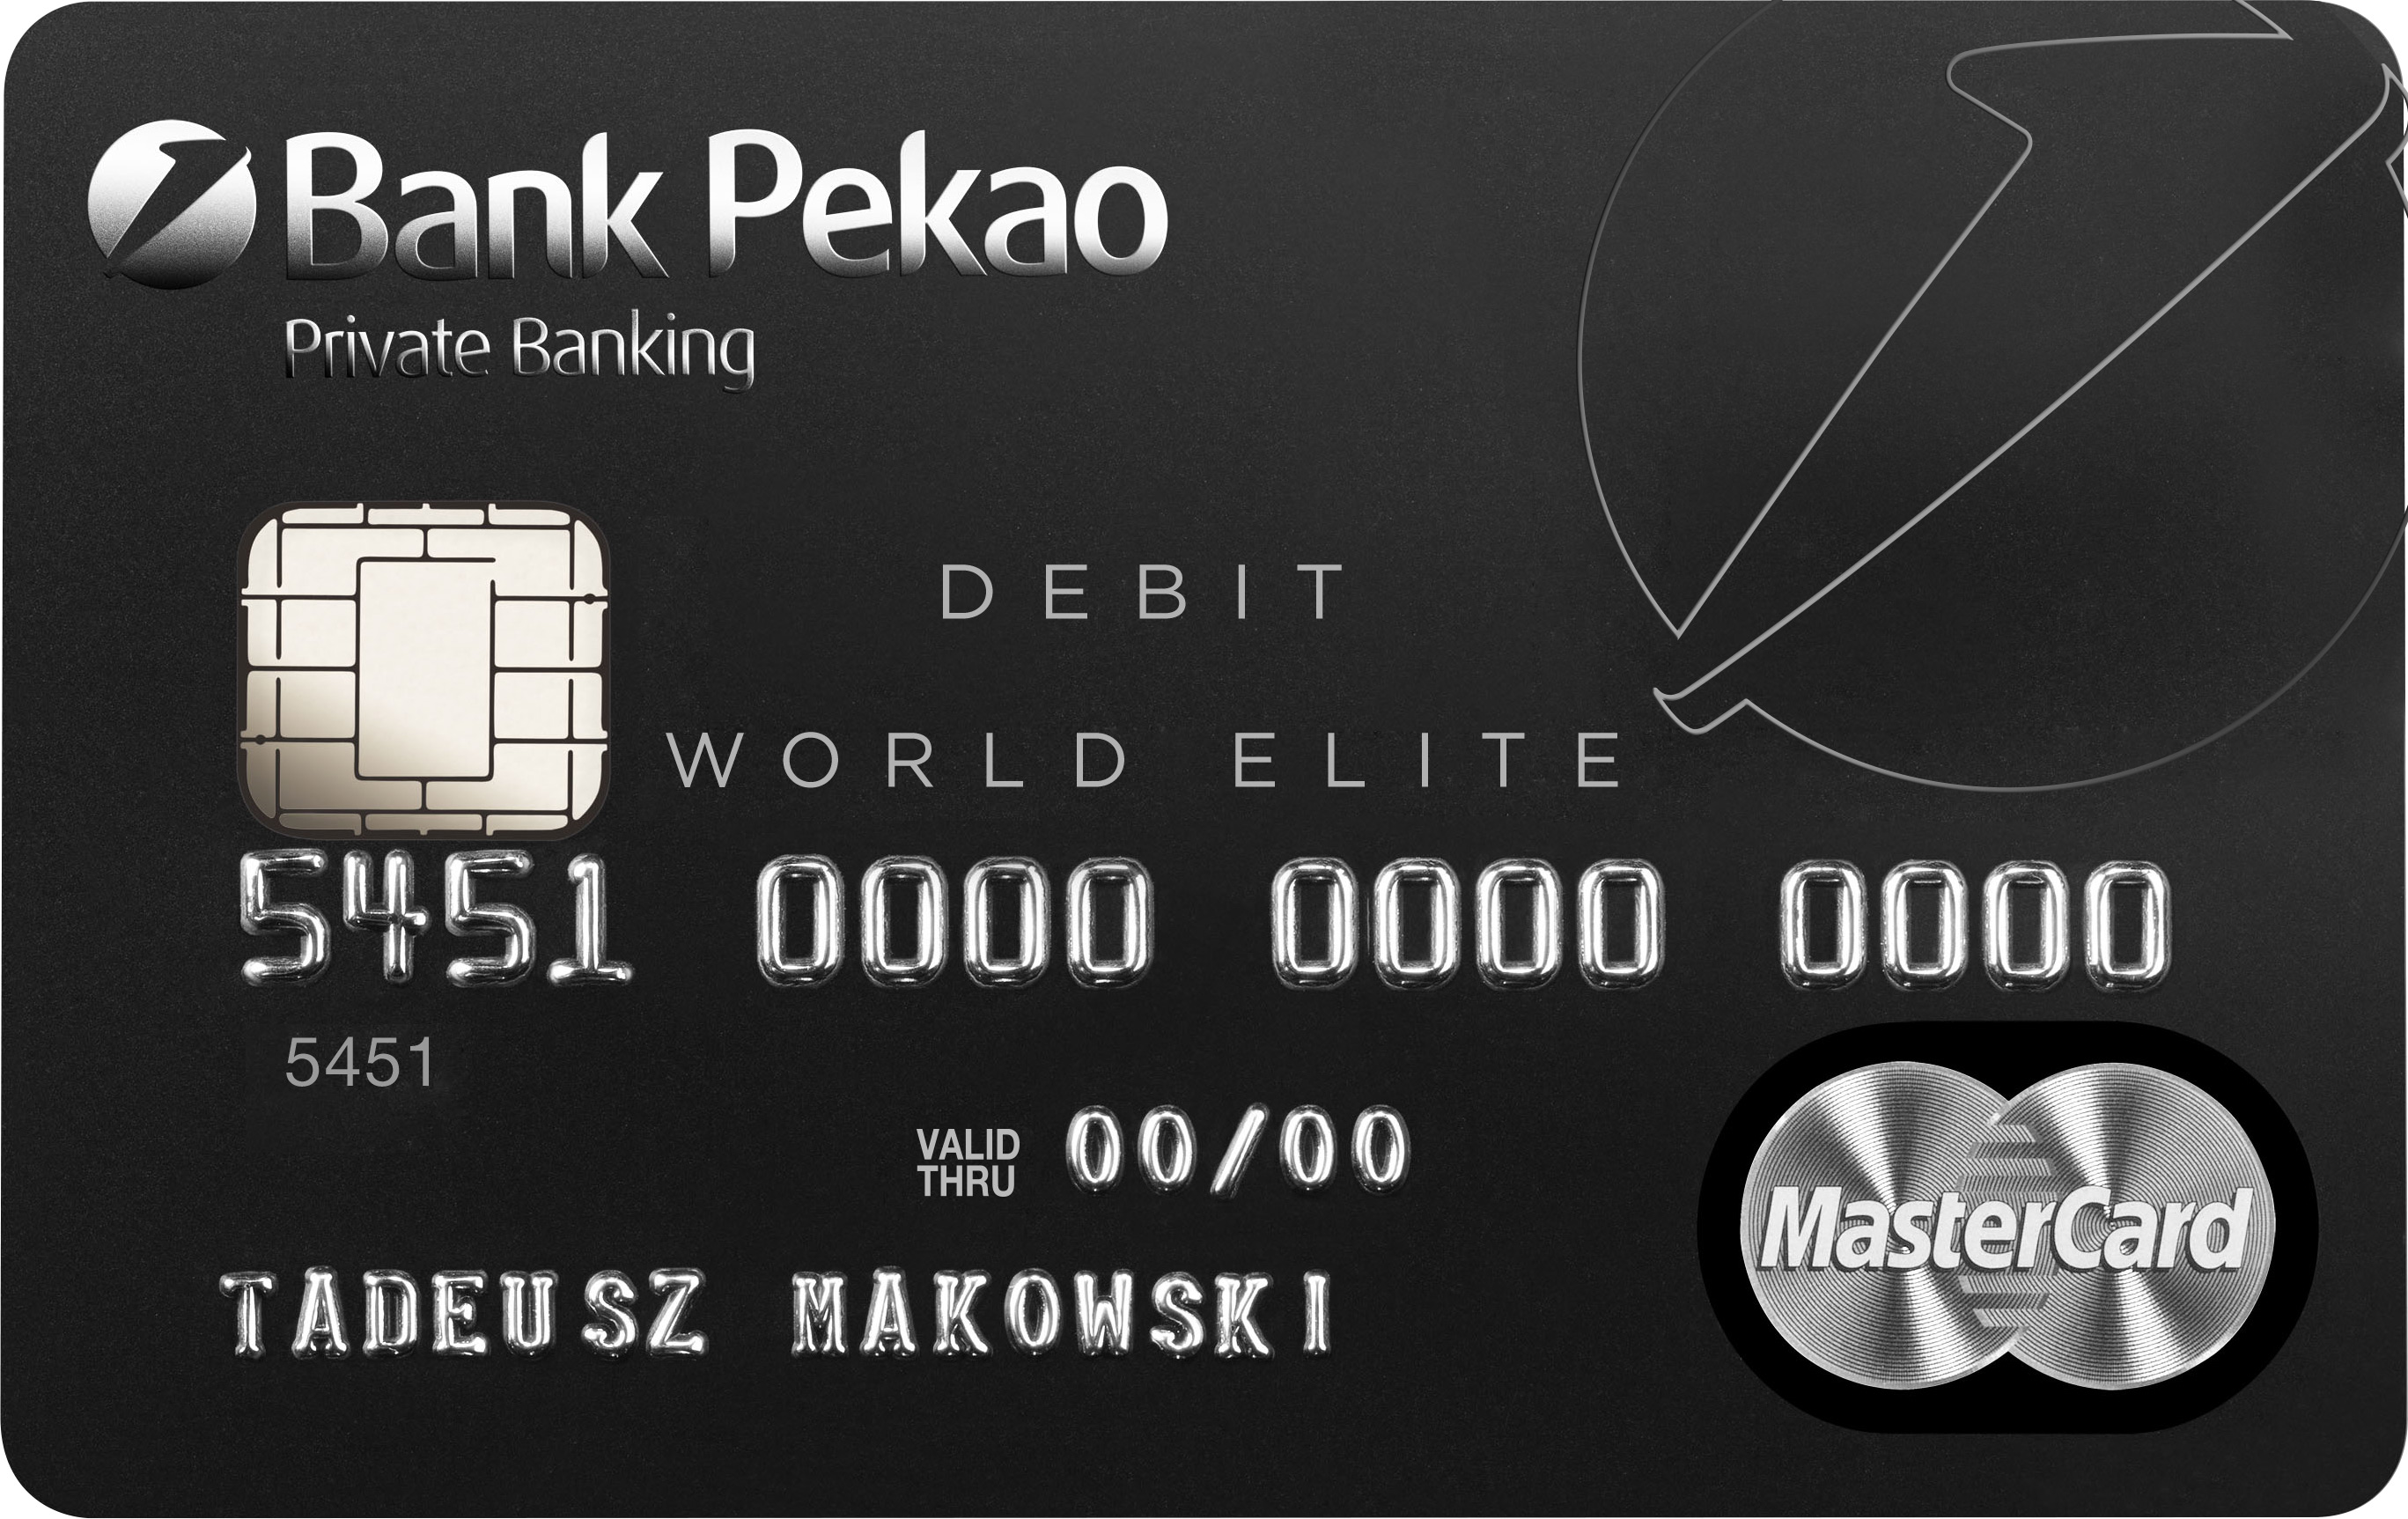 Bank Pekao
Private Banking
DEBIT
WORLD ELITE
5451 0000 0000 0000
5451
VALID
THRU 00/00
MasterCard
TADEUSZ MAKOWSKI